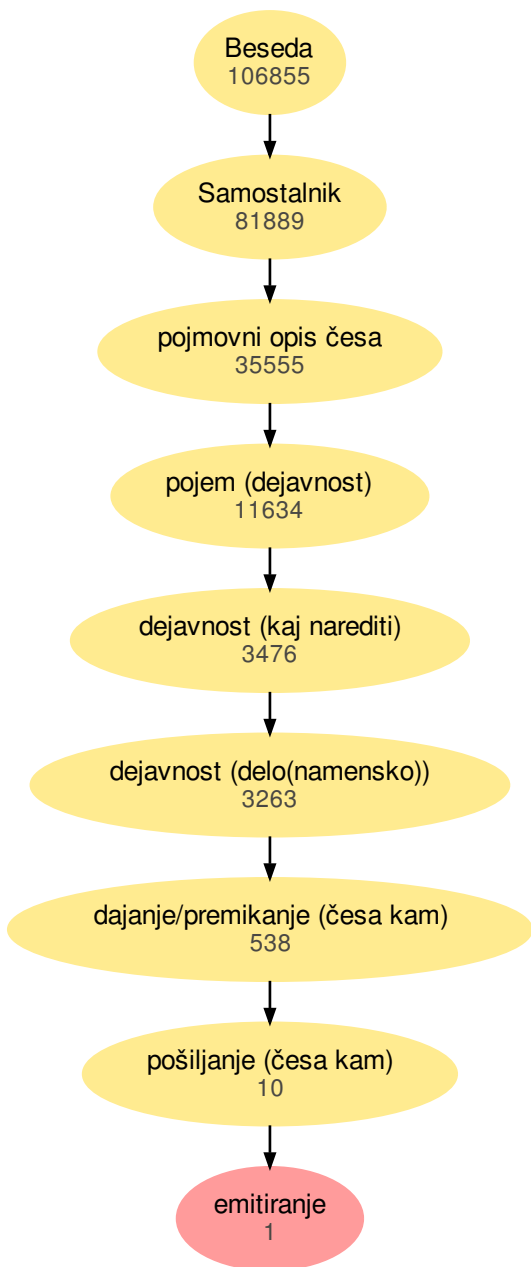 Beseda
106855
Samostalnik
81889
pojmovni opis česa
35555
pojem (dejavnost)
11634
dejavnost (kaj narediti)
3476
dejavnost (delo(namensko))
3263
dajanje/premikanje (česa kam)
538
pošiljanje (česa kam)
10
emitiranje
1